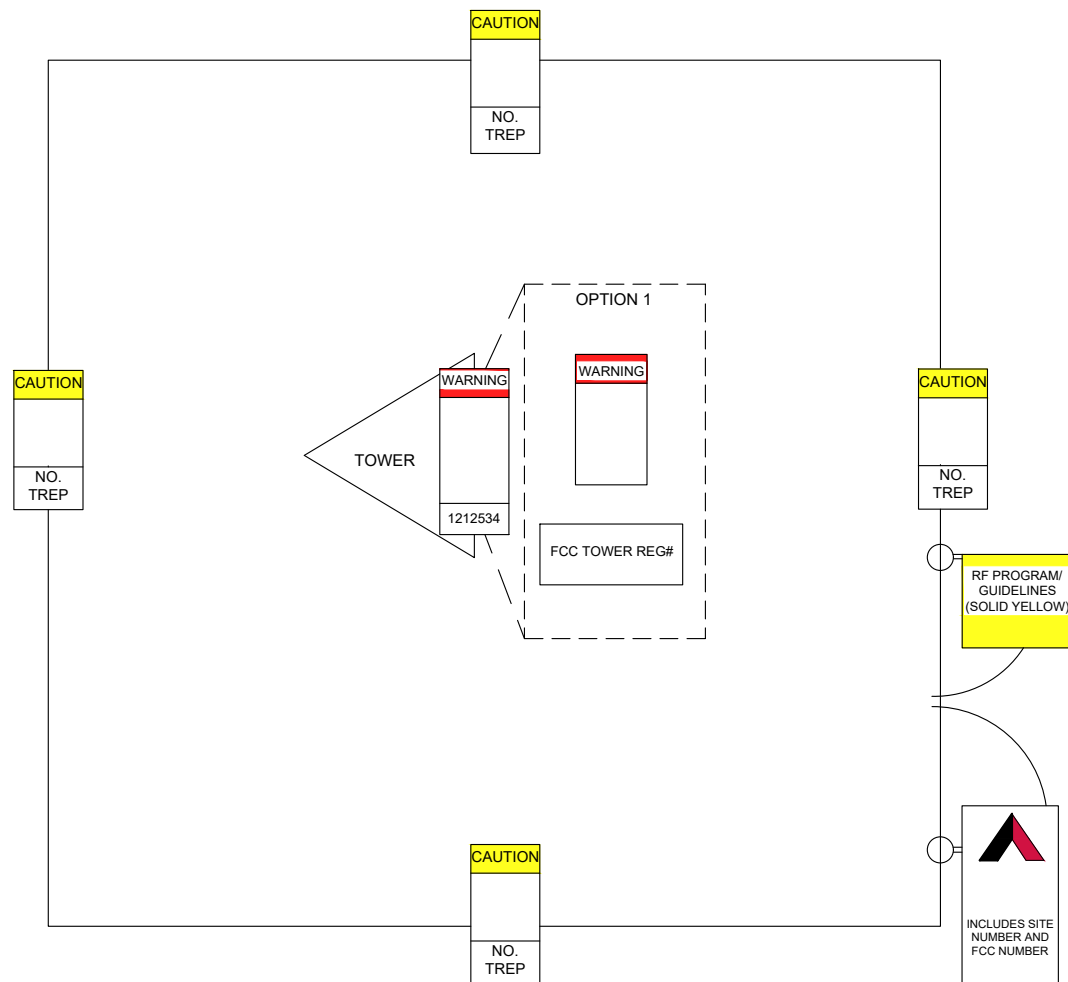 CAUTION
NO.
TREP
OPTION 1
CAUTION
NO.
TREP
WARNING
TOWER
1212534
WARNING
FCC TOWER REG#
CAUTION
NO.
TREP
RF PROGRAM/
GUIDELINES
(SOLID YELLOW)
CAUTION
NO.
TREP
INCLUDES SITE
NUMBER AND
FCC NUMBER